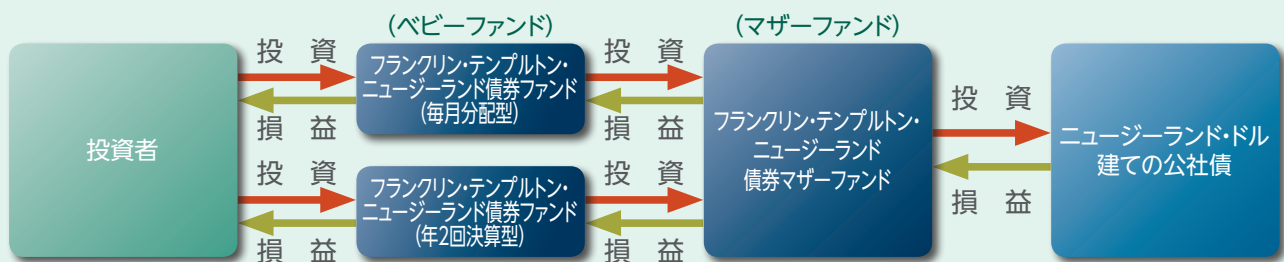 (ベビーファンド)
(マザーファンド)
投資者
投 資
フランクリン・テンプルトン・
ニュージーランド債券ファンド
(毎月分配型)
損 益
投 資
損 益
投 資
フランクリン・テンプルトン・
ニュージーランド債券ファンド
(年2回決算型)
損 益
投 資
損 益
フランクリン・テンプルトン・
ニュージーランド
債券マザーファンド
投 資
損 益
ニュージーランド・ドル
建ての公社債